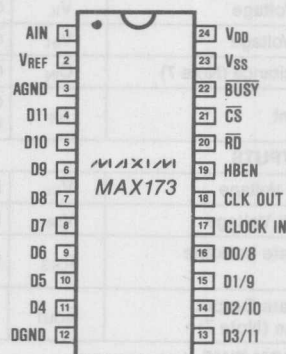 AIN 1 24 VDD
VREF 2 23 VSS
AGND 3 22 BUSY
D11 4 21 CS
D10 5 20 RD
D9 6 MAXIM 19 HBEN
D8 7 MAX173 18 CLK OUT
D7 8 17 CLOCK IN
D6 9 16 D0/8
D5 10 15 D1/9
D4 11 14 D2/10
DGND 12 13 D3/11